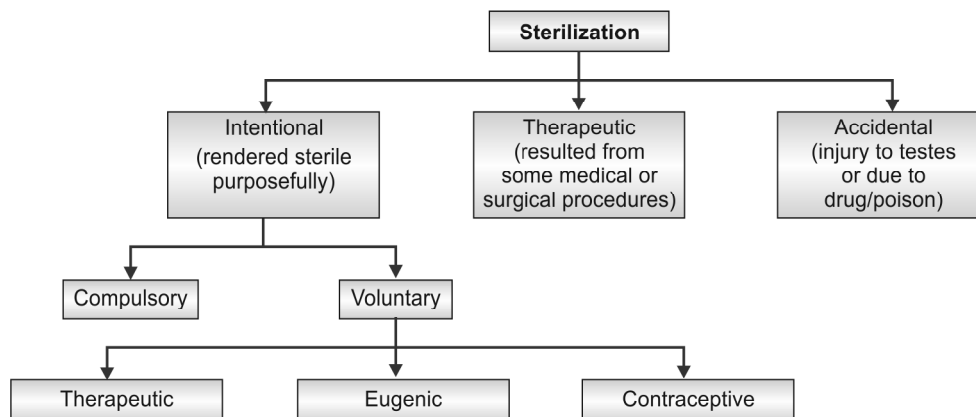 Sterilization
Intentional
(rendered sterile
purposefully)
Therapeutic
(resulted from
some medical or
surgical procedures)
Accidental
(injury to testes
or due to
drug/poison)
Compulsory
Voluntary
Therapeutic
Eugenic
Contraceptive